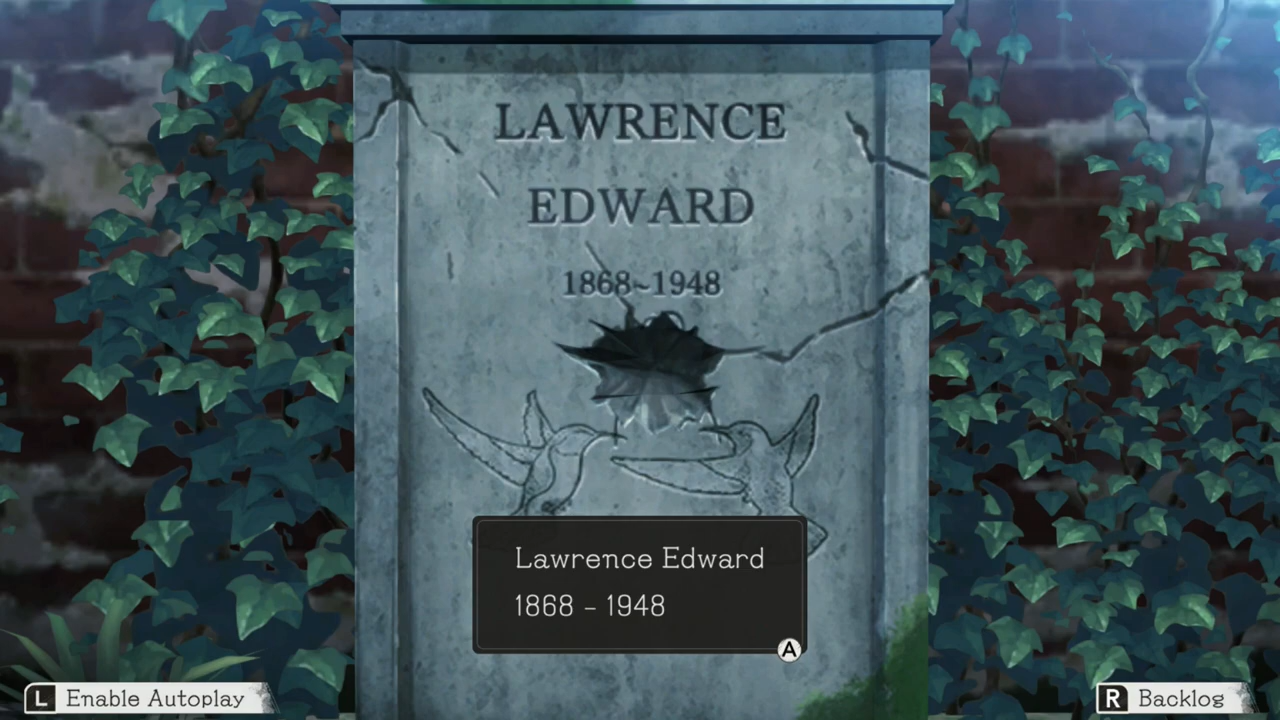 LAWRENCE
EDWARD
1868~1948
Lawrence Edward
1868 – 1948
A
L Enable Autoplay
R Backlog